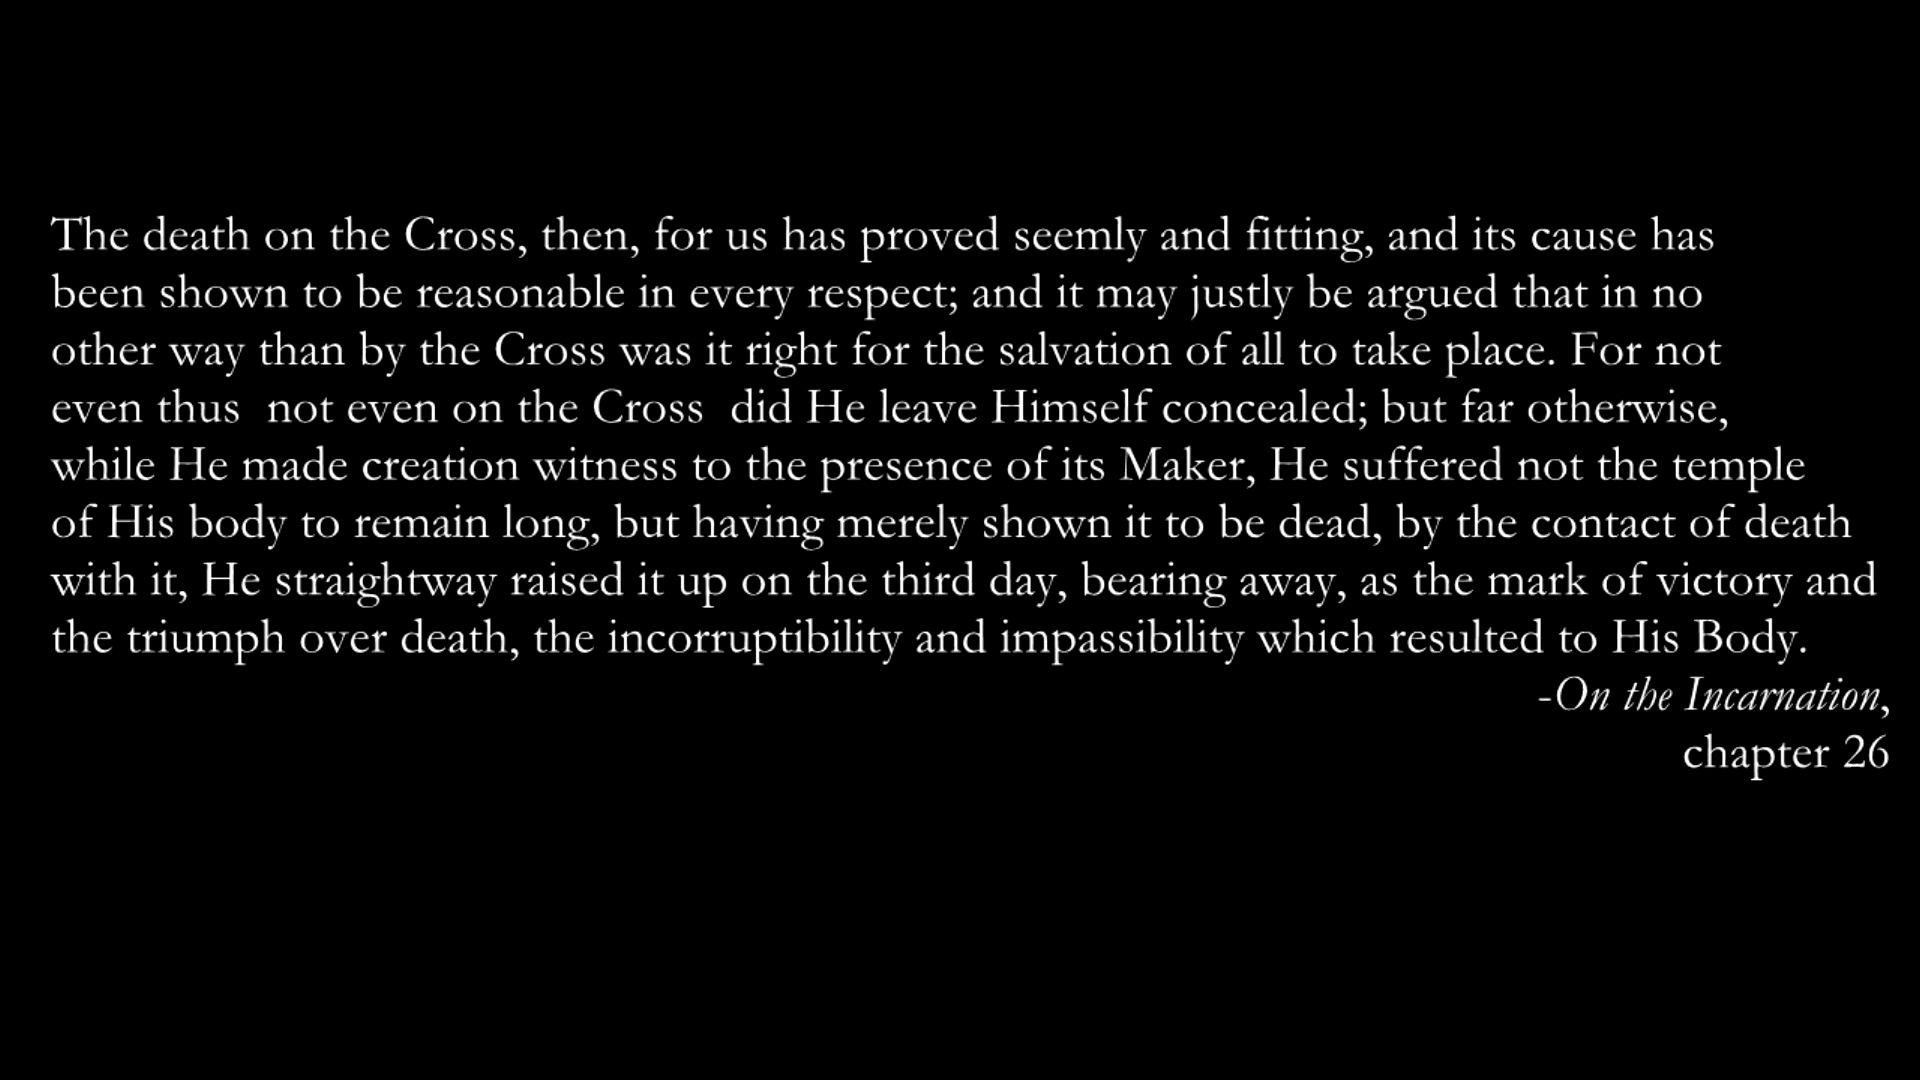 The death on the Cross, then, for us has proved seemly and fitting, and its cause has
been shown to be reasonable in every respect; and it may justly be argued that in no
other way than by the Cross was it right for the salvation of all to take place. For not
even thus  not even on the Cross  did He leave Himself concealed; but far otherwise,
while He made creation witness to the presence of its Maker, He suffered not the temple
of His body to remain long, but having merely shown it to be dead, by the contact of death
with it, He straightway raised it up on the third day, bearing away, as the mark of victory and
the triumph over death, the incorruptibility and impassibility which resulted to His Body.
-On the Incarnation,
chapter 26